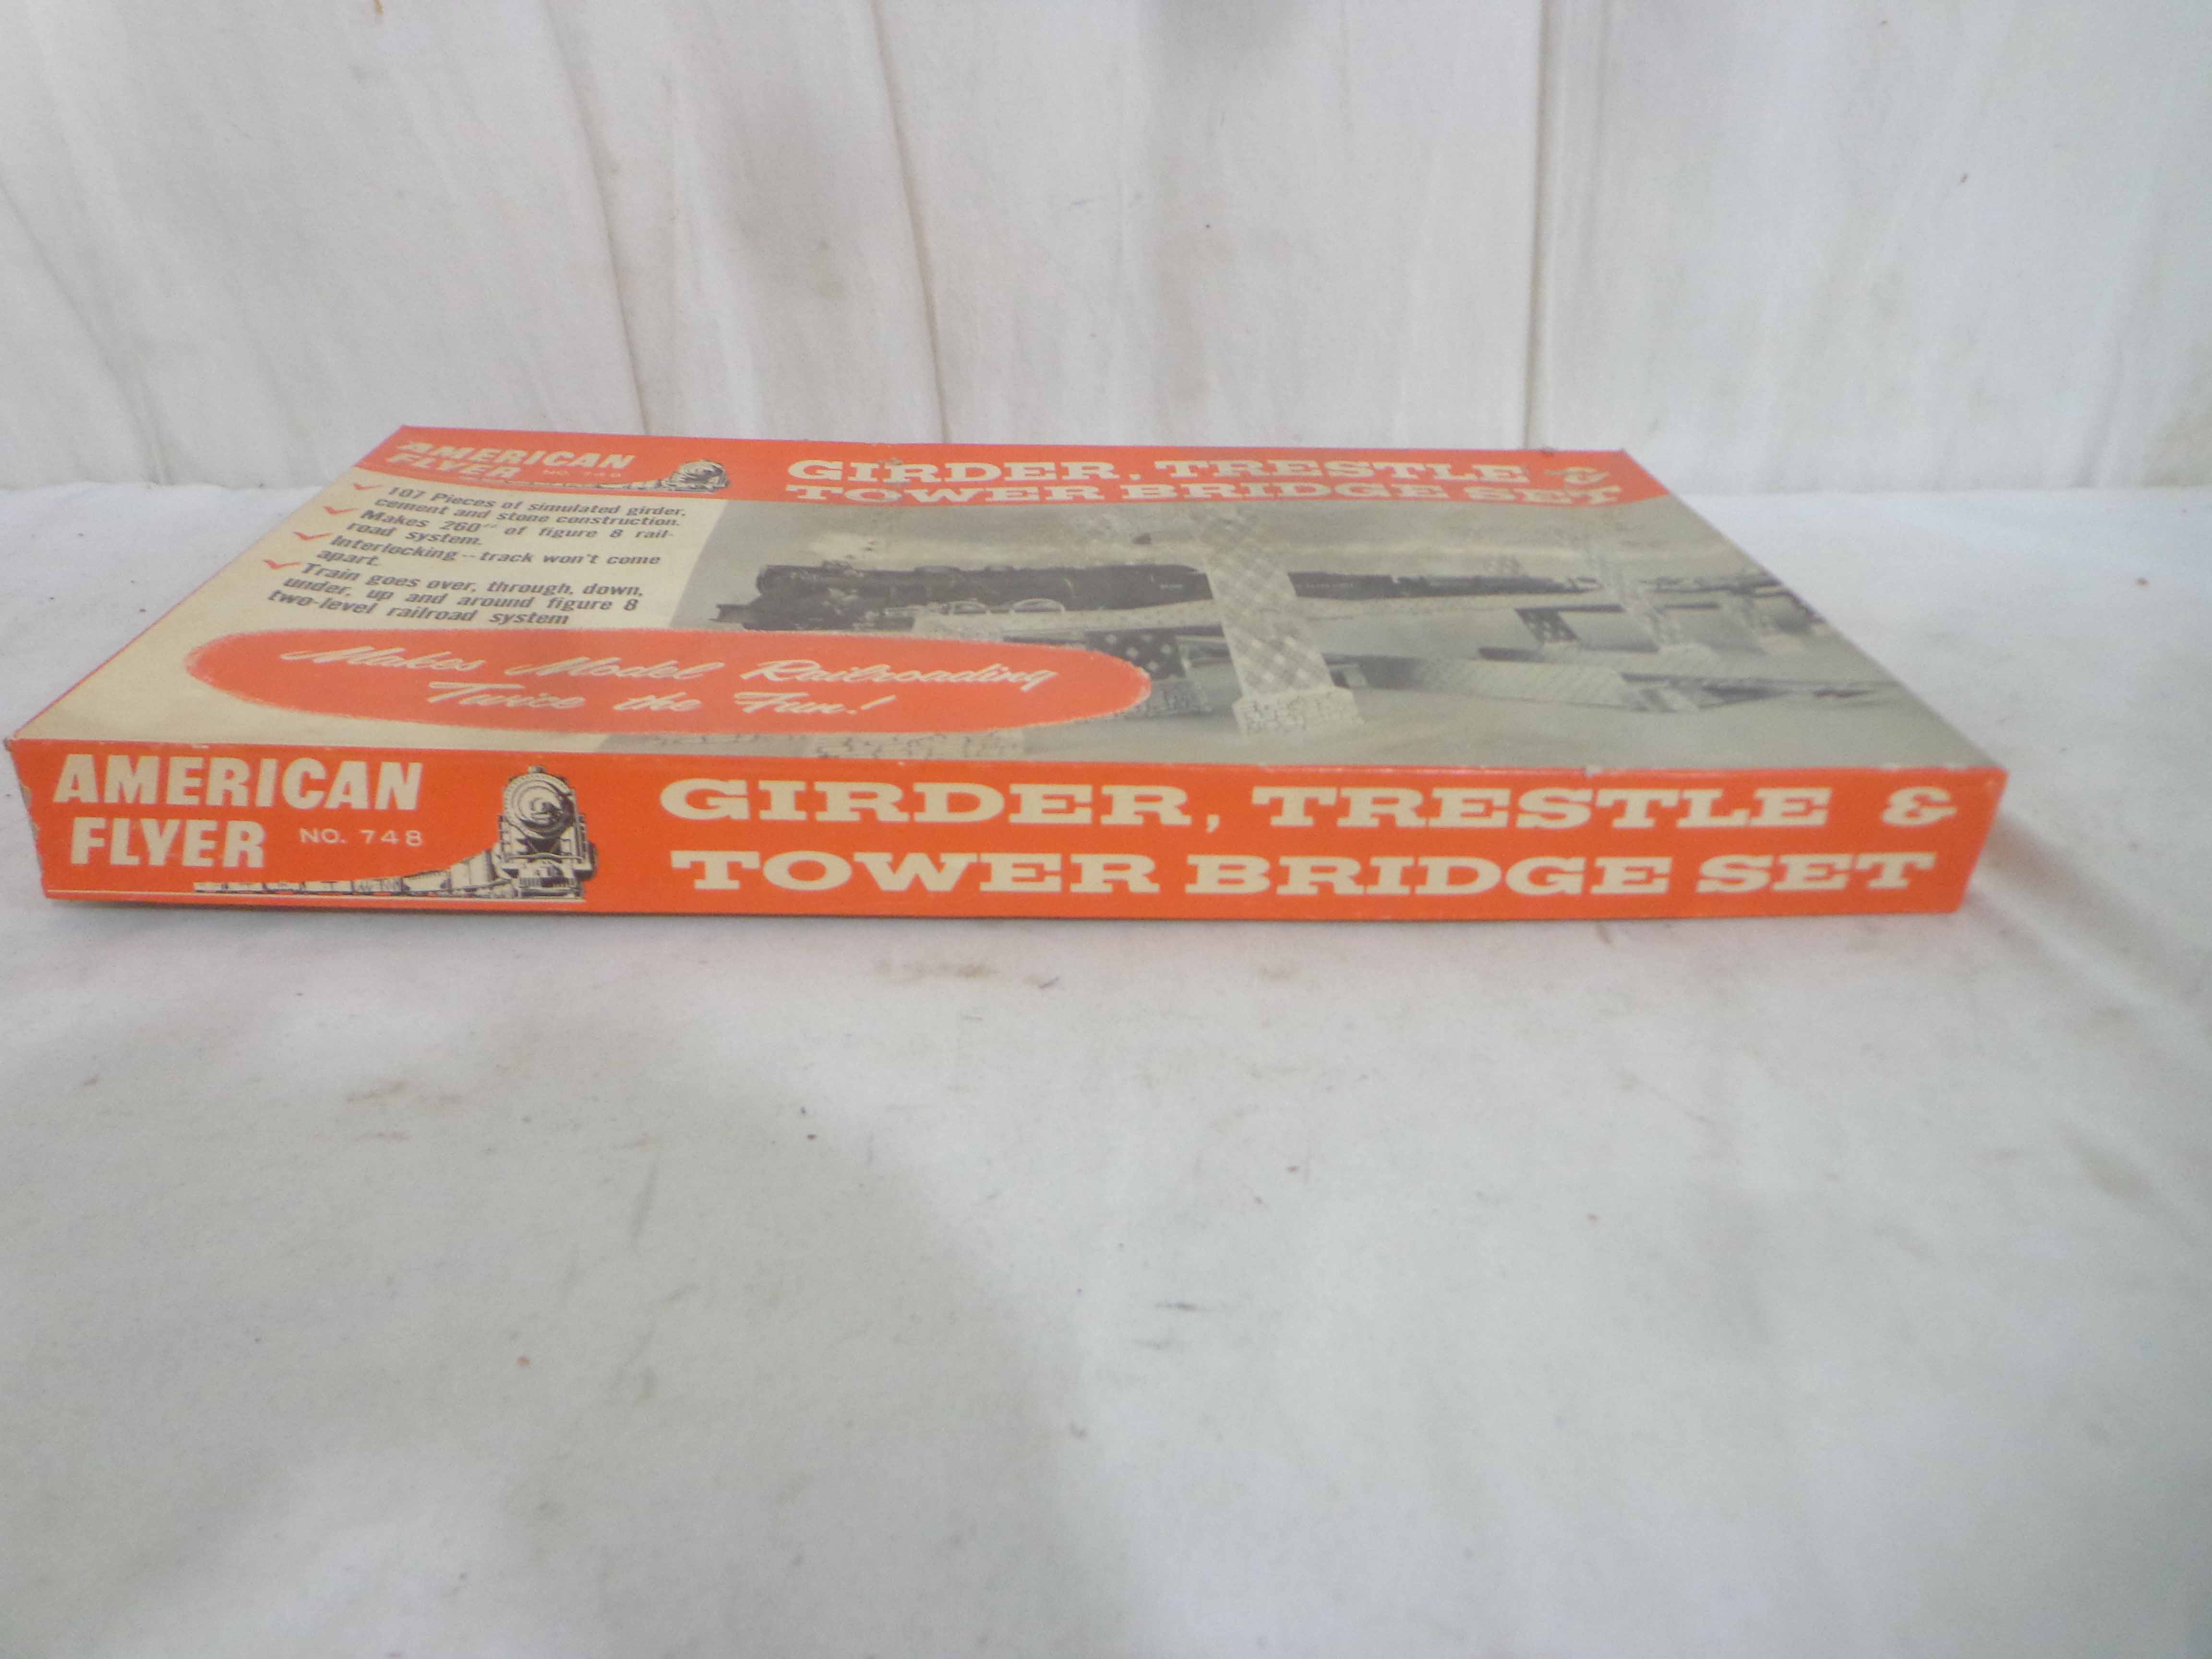 AMERICAN
FLYER NO. 748
GIRDER, TRESTLE &
TOWER BRIDGE SET
107 Pieces of simulated girder,
cement and stone construction.
Makes 260" of figure 8 rail-
road system.
Interlocking--track won't come
apart.
Train goes over, through, down,
under, up and around figure 8
two-level railroad system
Makes Model Railroading
Twice the Fun!
AMERICAN
FLYER NO. 748
GIRDER, TRESTLE &
TOWER BRIDGE SET